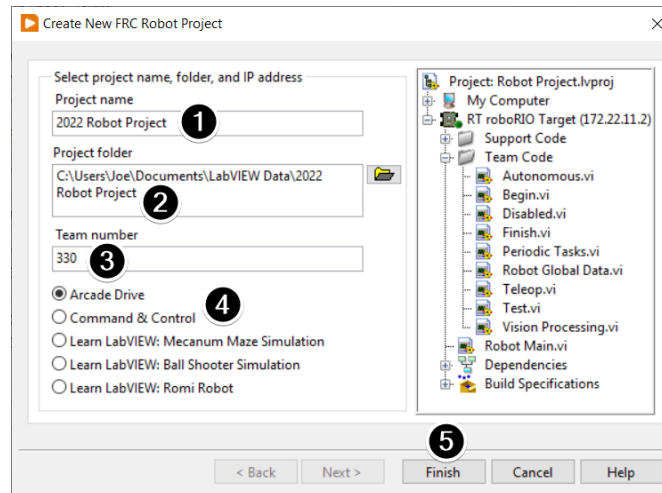 Create New FRC Robot Project
Select project name, folder, and IP address
Project name
2022 Robot Project
1
Project folder
C:\Users\Joe\Documents\LabVIEW Data\2022
Robot Project
2
Team number
330
3
Arcade Drive
4
Command & Control
Learn LabVIEW: Mecanum Maze Simulation
Learn LabVIEW: Ball Shooter Simulation
Learn LabVIEW: Romi Robot
Project: Robot Project.lvproj
My Computer
RT roboRIO Target (172.22.11.2)
Support Code
Team Code
Autonomous.vi
Begin.vi
Disabled.vi
Finish.vi
Periodic Tasks.vi
Robot Global Data.vi
Teleop.vi
Test.vi
Vision Processing.vi
Robot Main.vi
Dependencies
Build Specifications
5
< Back Next > Finish Cancel Help